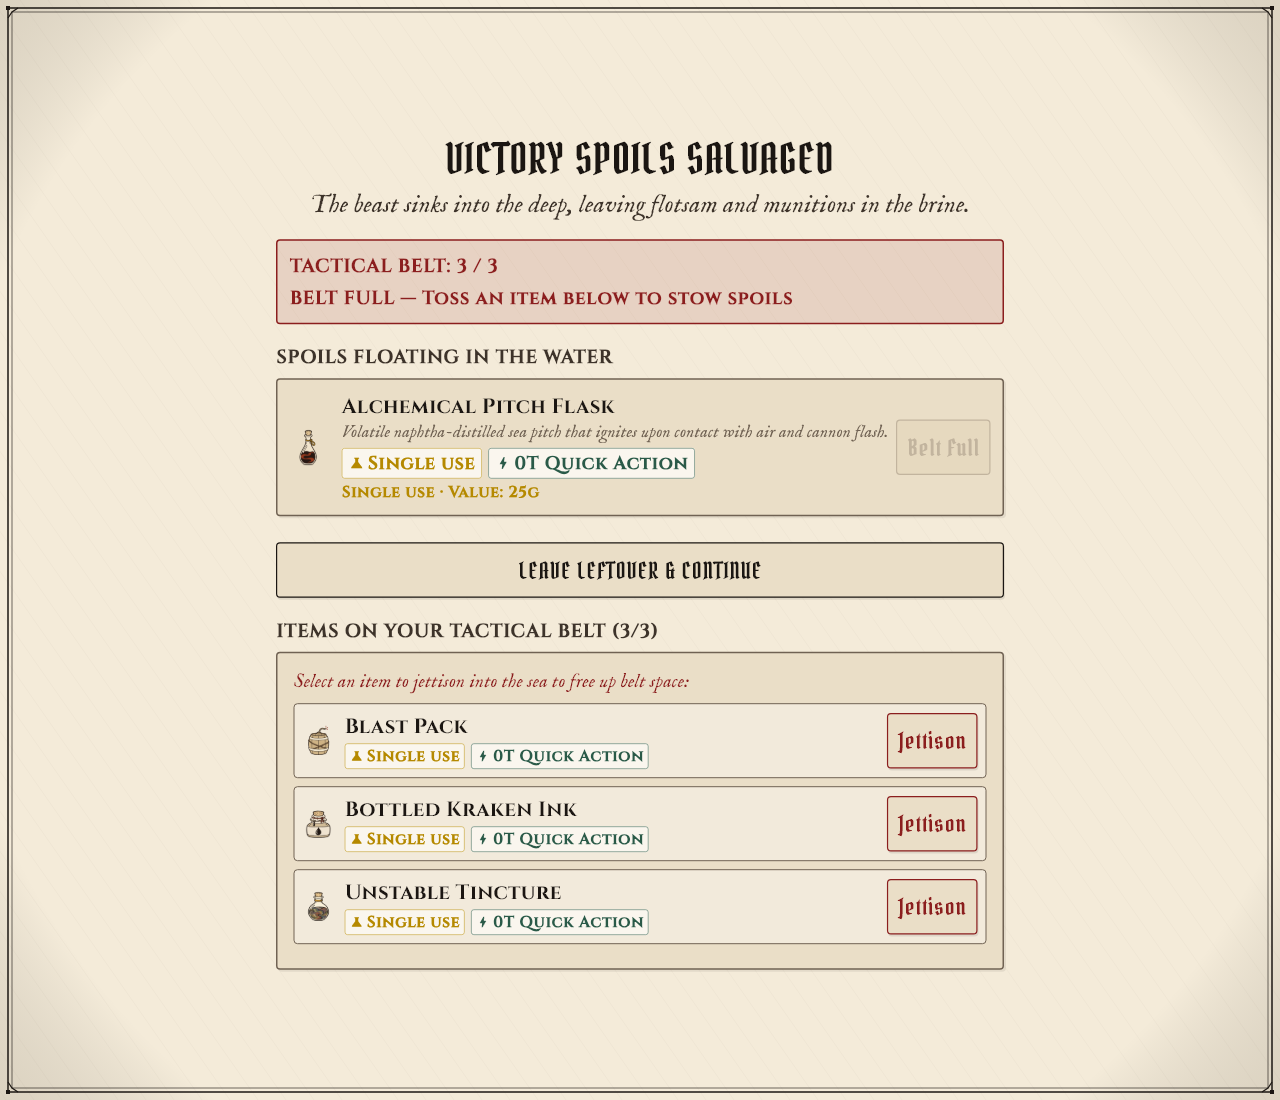 VICTORY SPOILS SALVAGED
The beast sinks into the deep, leaving flotsam and munitions in the brine.
TACTICAL BELT: 3 / 3
BELT FULL — Toss an item below to stow spoils
SPOILS FLOATING IN THE WATER
Alchemical Pitch Flask
Volatile naphtha-distilled sea pitch that ignites upon contact with air and cannon flash.
Belt Full
Single use
0T Quick Action
Single use · Value: 25g
LEAVE LEFTOVER & CONTINUE
ITEMS ON YOUR TACTICAL BELT (3/3)
Select an item to jettison into the sea to free up belt space:
Blast Pack
Single use
0T Quick Action
Jettison
Bottled Kraken Ink
Single use
0T Quick Action
Jettison
Unstable Tincture
Single use
0T Quick Action
Jettison